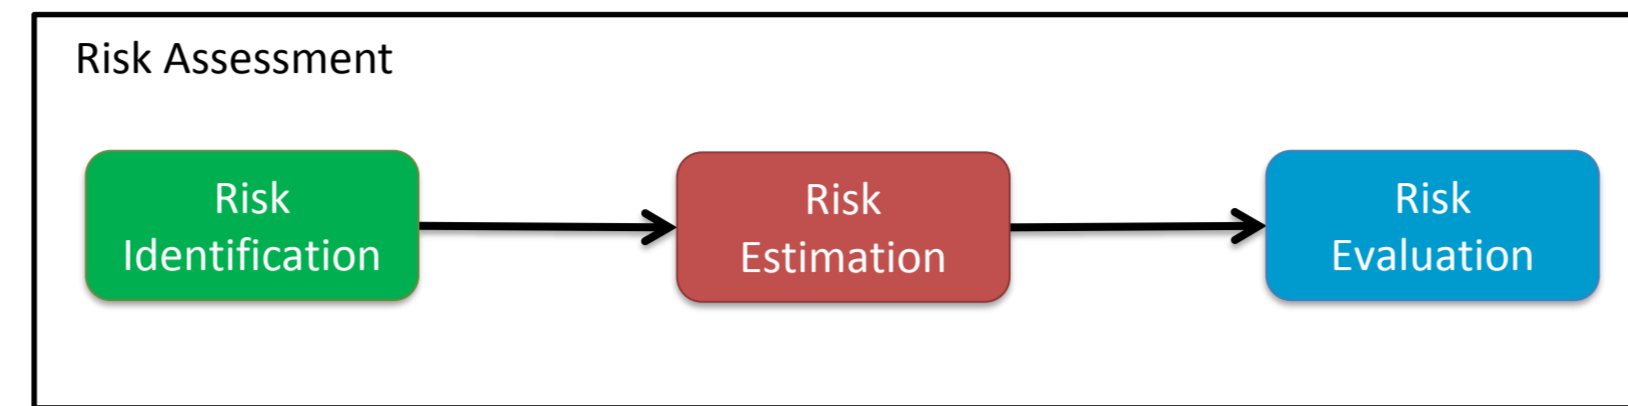 Risk Assessment
Risk
Identification
Risk
Estimation
Risk
Evaluation